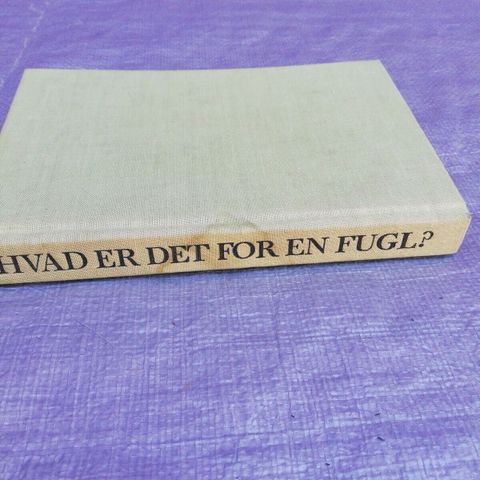 HVAD ER DET FOR EN FUGL?